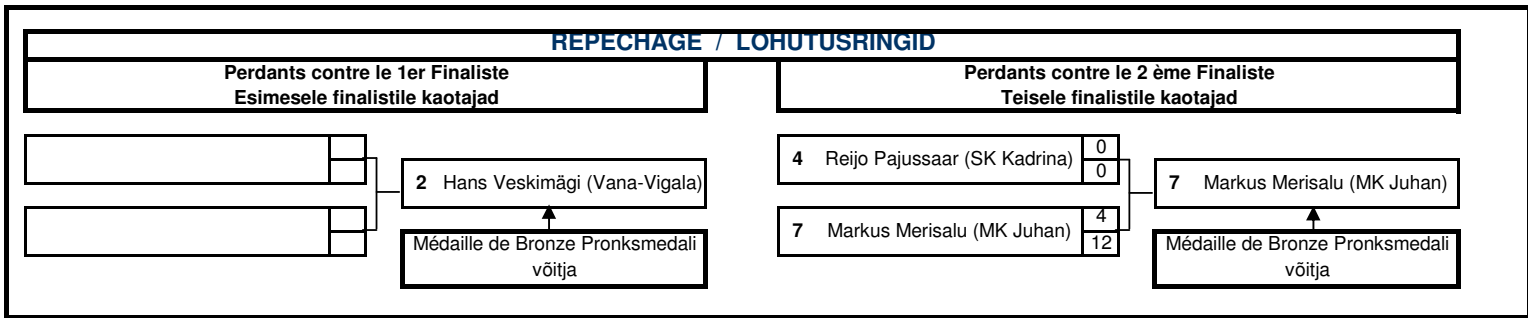 REPECHAGE / LOHUTUSRINGID
Perdants contre le 1er Finaliste
Esimesele finalistile kaotajad
Perdants contre le 2 ème Finaliste
Teisele finalistile kaotajad
2 Hans Veskimägi (Vana-Vigala)
Médaille de Bronze Pronksmedali
võitja
4 Reijo Pajussaar (SK Kadrina) 0
0
7 Markus Merisalu (MK Juhan) 4
12
7 Markus Merisalu (MK Juhan)
Médaille de Bronze Pronksmedali
võitja